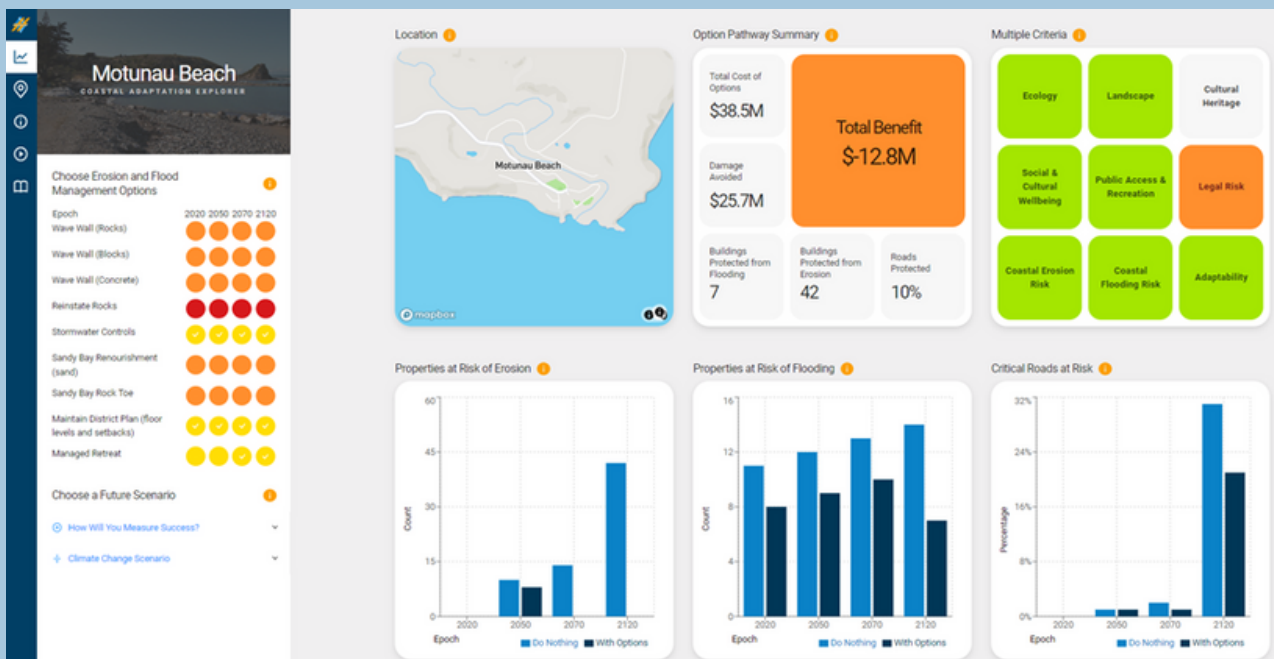 Motunau Beach
COASTAL ADAPTATION EXPLORER
Choose Erosion and Flood
Management Options
Epoch
2020 2050 2070 2120
Wave Wall (Rocks)
Wave Wall (Blocks)
Wave Wall (Concrete)
Reinstate Rocks
Stormwater Controls
Sandy Bay Renourishment
(sand)
Sandy Bay Rock Toe
Maintain District Plan (floor
levels and setbacks)
Managed Retreat
Choose a Future Scenario
How Will You Measure Success?
Climate Change Scenario
Location
Motunau Beach
mapbox
Option Pathway Summary
Total Cost of
Options
$38.5M
Total Benefit
$-12.8M
Damage
Avoided
$25.7M
Buildings
Protected from
Flooding
7
Buildings
Protected from
Erosion
42
Roads
Protected
10%
Multiple Criteria
Ecology
Landscape
Cultural
Heritage
Social &
Cultural
Wellbeing
Public Access &
Recreation
Legal Risk
Coastal Erosion
Risk
Coastal
Flooding Risk
Adaptability
Properties at Risk of Erosion
60
45
30
15
0
Count
2020 2050 2070 2120
Epoch
Do Nothing With Options
Properties at Risk of Flooding
16
12
8
4
0
Count
2020 2050 2070 2120
Epoch
Do Nothing With Options
Critical Roads at Risk
32%
24%
16%
8%
0%
Percentage
2020 2050 2070 2120
Epoch
Do Nothing With Options